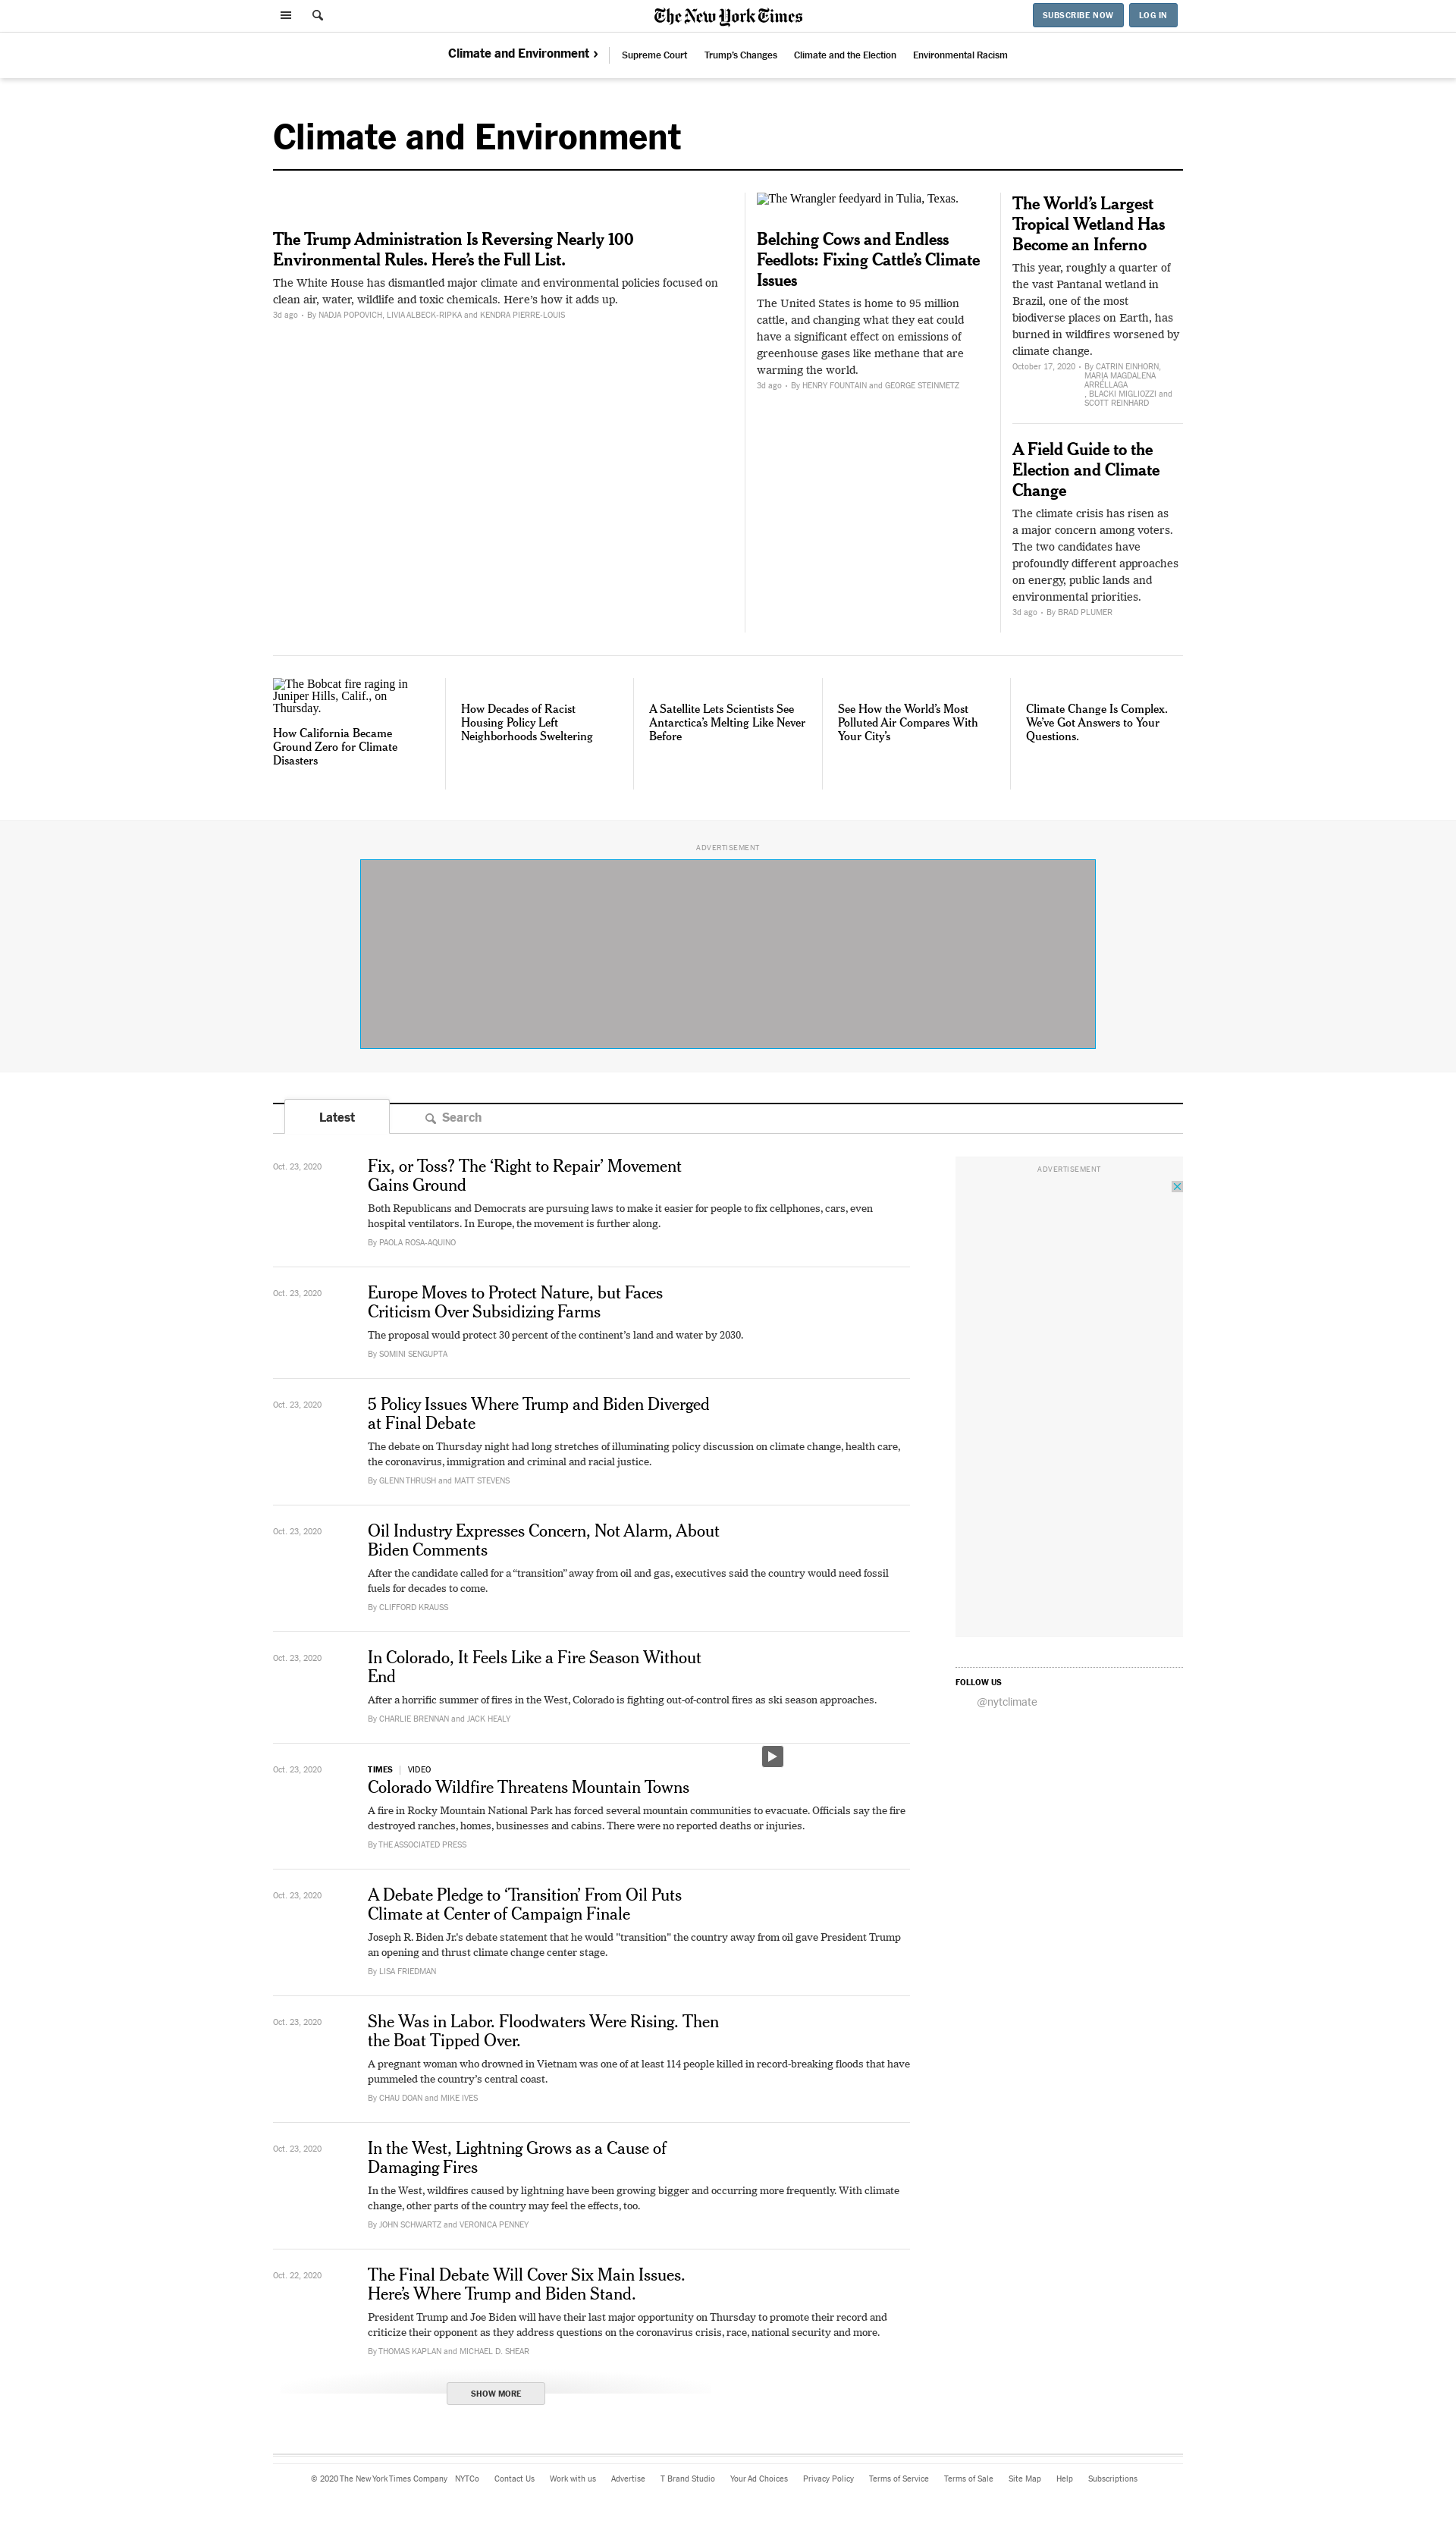 The New York Times
SUBSCRIBE NOW
LOG IN
Climate and Environment ›
Supreme Court
Trump's Changes
Climate and the Election
Environmental Racism
Climate and Environment
The Trump Administration Is Reversing Nearly 100
Environmental Rules. Here's the Full List.
The White House has dismantled major climate and environmental policies focused on
clean air, water, wildlife and toxic chemicals. Here's how it adds up.
3d ago • By NADJA POPOVICH, LIVIA ALBECK-RIPKA and KENDRA PIERRE-LOUIS
The Wrangler feedyard in Tulia, Texas.
Belching Cows and Endless
Feedlots: Fixing Cattle's Climate
Issues
The United States is home to 95 million
cattle, and changing what they eat could
have a significant effect on emissions of
greenhouse gases like methane that are
warming the world.
3d ago • By HENRY FOUNTAIN and GEORGE STEINMETZ
The World's Largest
Tropical Wetland Has
Become an Inferno
This year, roughly a quarter of
the vast Pantanal wetland in
Brazil, one of the most
biodiverse places on Earth, has
burned in wildfires worsened by
climate change.
October 17, 2020 • By CATRIN EINHORN,
MARIA MAGDALENA
ARRÉLLAGA
, BLACKI MIGLIOZZI and
SCOTT REINHARD
A Field Guide to the
Election and Climate
Change
The climate crisis has risen as
a major concern among voters.
The two candidates have
profoundly different approaches
on energy, public lands and
environmental priorities.
3d ago • By BRAD PLUMER
The Bobcat fire raging in
Juniper Hills, Calif., on
Thursday.
How California Became
Ground Zero for Climate
Disasters
How Decades of Racist
Housing Policy Left
Neighborhoods Sweltering
A Satellite Lets Scientists See
Antarctica's Melting Like Never
Before
See How the World's Most
Polluted Air Compares With
Your City's
Climate Change Is Complex.
We've Got Answers to Your
Questions.
ADVERTISEMENT
Latest
Search
Oct. 23, 2020
Fix, or Toss? The 'Right to Repair' Movement
Gains Ground
Both Republicans and Democrats are pursuing laws to make it easier for people to fix cellphones, cars, even
hospital ventilators. In Europe, the movement is further along.
By PAOLA ROSA-AQUINO
Oct. 23, 2020
Europe Moves to Protect Nature, but Faces
Criticism Over Subsidizing Farms
The proposal would protect 30 percent of the continent's land and water by 2030.
By SOMINI SENGUPTA
Oct. 23, 2020
5 Policy Issues Where Trump and Biden Diverged
at Final Debate
The debate on Thursday night had long stretches of illuminating policy discussion on climate change, health care,
the coronavirus, immigration and criminal and racial justice.
By GLENN THRUSH and MATT STEVENS
Oct. 23, 2020
Oil Industry Expresses Concern, Not Alarm, About
Biden Comments
After the candidate called for a “transition” away from oil and gas, executives said the country would need fossil
fuels for decades to come.
By CLIFFORD KRAUSS
Oct. 23, 2020
In Colorado, It Feels Like a Fire Season Without
End
After a horrific summer of fires in the West, Colorado is fighting out-of-control fires as ski season approaches.
By CHARLIE BRENNAN and JACK HEALY
Oct. 23, 2020
TIMES | VIDEO
Colorado Wildfire Threatens Mountain Towns
A fire in Rocky Mountain National Park has forced several mountain communities to evacuate. Officials say the fire
destroyed ranches, homes, businesses and cabins. There were no reported deaths or injuries.
By THE ASSOCIATED PRESS
Oct. 23, 2020
A Debate Pledge to 'Transition' From Oil Puts
Climate at Center of Campaign Finale
Joseph R. Biden Jr.'s debate statement that he would "transition" the country away from oil gave President Trump
an opening and thrust climate change center stage.
By LISA FRIEDMAN
Oct. 23, 2020
She Was in Labor. Floodwaters Were Rising. Then
the Boat Tipped Over.
A pregnant woman who drowned in Vietnam was one of at least 114 people killed in record-breaking floods that have
pummeled the country's central coast.
By CHAU DOAN and MIKE IVES
Oct. 23, 2020
In the West, Lightning Grows as a Cause of
Damaging Fires
In the West, wildfires caused by lightning have been growing bigger and occurring more frequently. With climate
change, other parts of the country may feel the effects, too.
By JOHN SCHWARTZ and VERONICA PENNEY
Oct. 22, 2020
The Final Debate Will Cover Six Main Issues.
Here's Where Trump and Biden Stand.
President Trump and Joe Biden will have their last major opportunity on Thursday to promote their record and
criticize their opponent as they address questions on the coronavirus crisis, race, national security and more.
By THOMAS KAPLAN and MICHAEL D. SHEAR
SHOW MORE
ADVERTISEMENT
FOLLOW US
@nytclimate
© 2020 The New York Times Company NYTCo Contact Us Work with us Advertise T Brand Studio Your Ad Choices Privacy Policy Terms of Service Terms of Sale Site Map Help Subscriptions